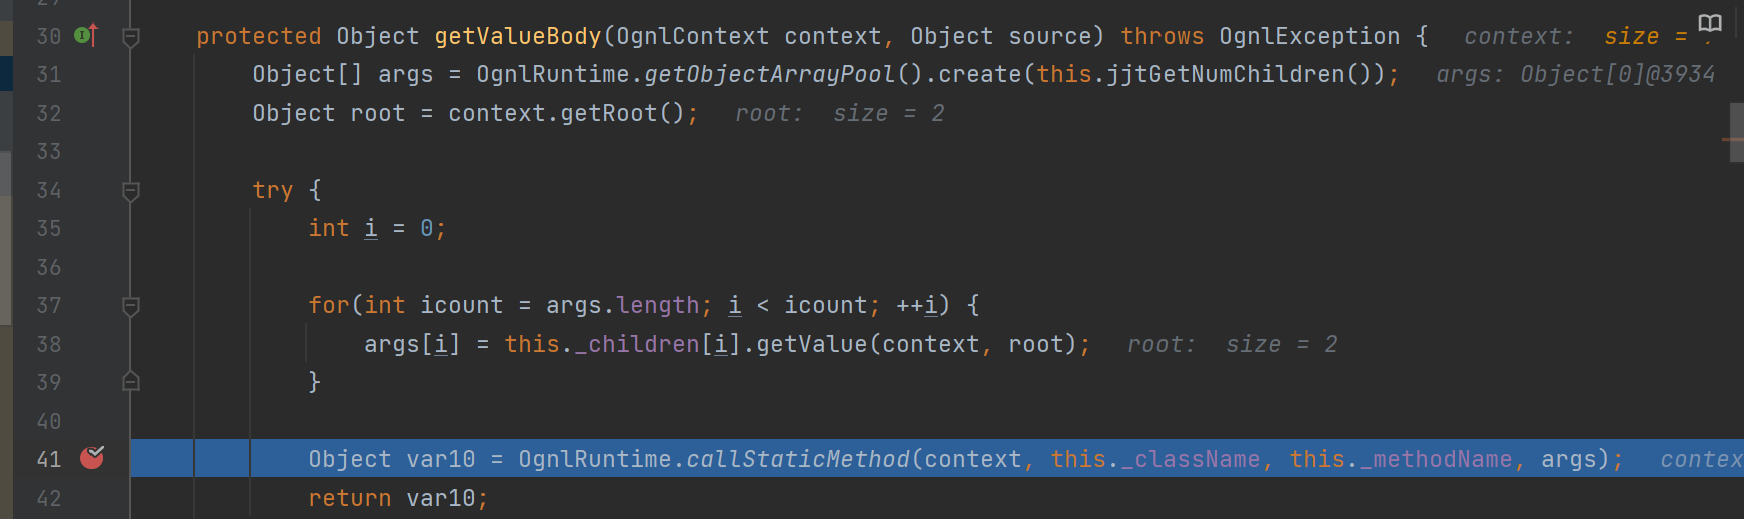 30 protected Object getValueBody(OgnlContext context, Object source) throws OgnlException { context: size =
31 Object[] args = OgnlRuntime.getObjectArrayPool().create(this.jjtGetNumChildren()); args: Object[0]@3934
32 Object root = context.getRoot(); root: size = 2
33
34 try {
35 int i = 0;
36
37 for(int icount = args.length; i < icount; ++i) {
38 args[i] = this._children[i].getValue(context, root); root: size = 2
39 }
40
41 Object var10 = OgnlRuntime.callStaticMethod(context, this._className, this._methodName, args); contex
42 return var10;